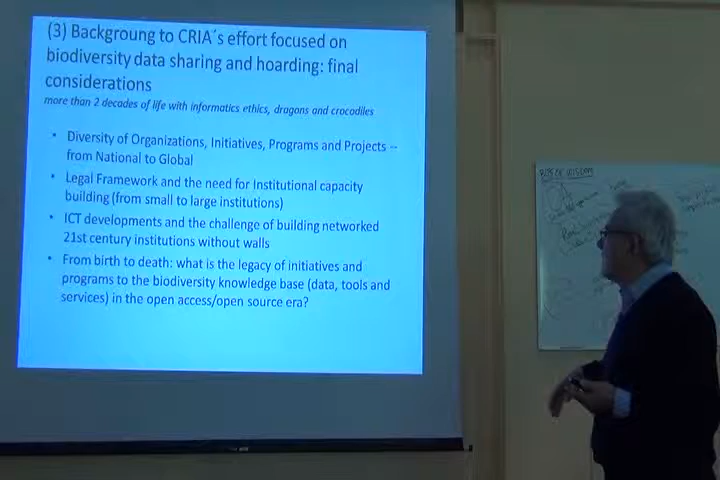 (3) Backgroung to CRIA´s effort focused on
biodiversity data sharing and hoarding: final
considerations
more than 2 decades of life with informatics ethics, dragons and crocodiles
• Diversity of Organizations, Initiatives, Programs and Projects –
from National to Global
• Legal Framework and the need for Institutional capacity
building (from small to large institutions)
• ICT developments and the challenge of building networked
21st century institutions without walls
• From birth to death: what is the legacy of initiatives and
programs to the biodiversity knowledge base (data, tools and
services) in the open access/open source era?
OF WISDOM